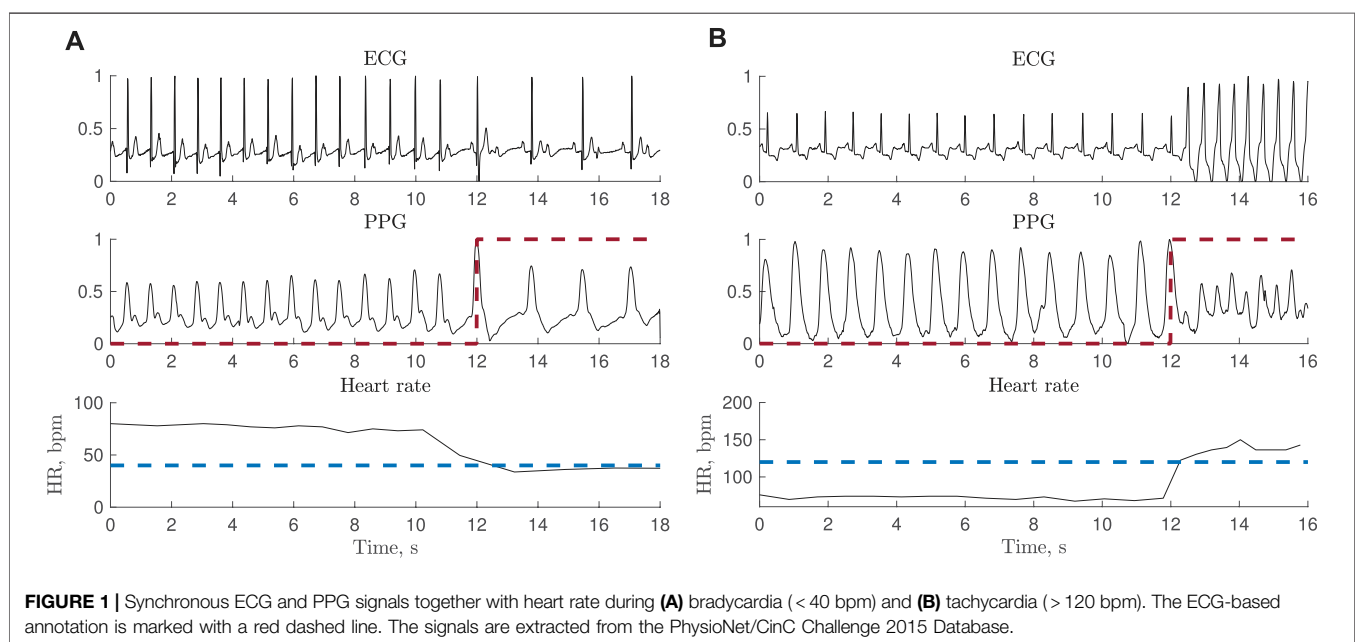 A
ECG
1
0.5
0
0 2 4 6 8 10 12 14 16 18
PPG
1
0.5
0
0 2 4 6 8 10 12 14 16 18
Heart rate
HR, bpm
100
50
0
0 2 4 6 8 10 12 14 16 18
Time, s
B
ECG
1
0.5
0
0 2 4 6 8 10 12 14 16
PPG
1
0.5
0
0 2 4 6 8 10 12 14 16
Heart rate
HR, bpm
200
150
100
0 2 4 6 8 10 12 14 16
Time, s
FIGURE 1 | Synchronous ECG and PPG signals together with heart rate during (A) bradycardia (< 40 bpm) and (B) tachycardia (> 120 bpm). The ECG-based
annotation is marked with a red dashed line. The signals are extracted from the PhysioNet/CinC Challenge 2015 Database.